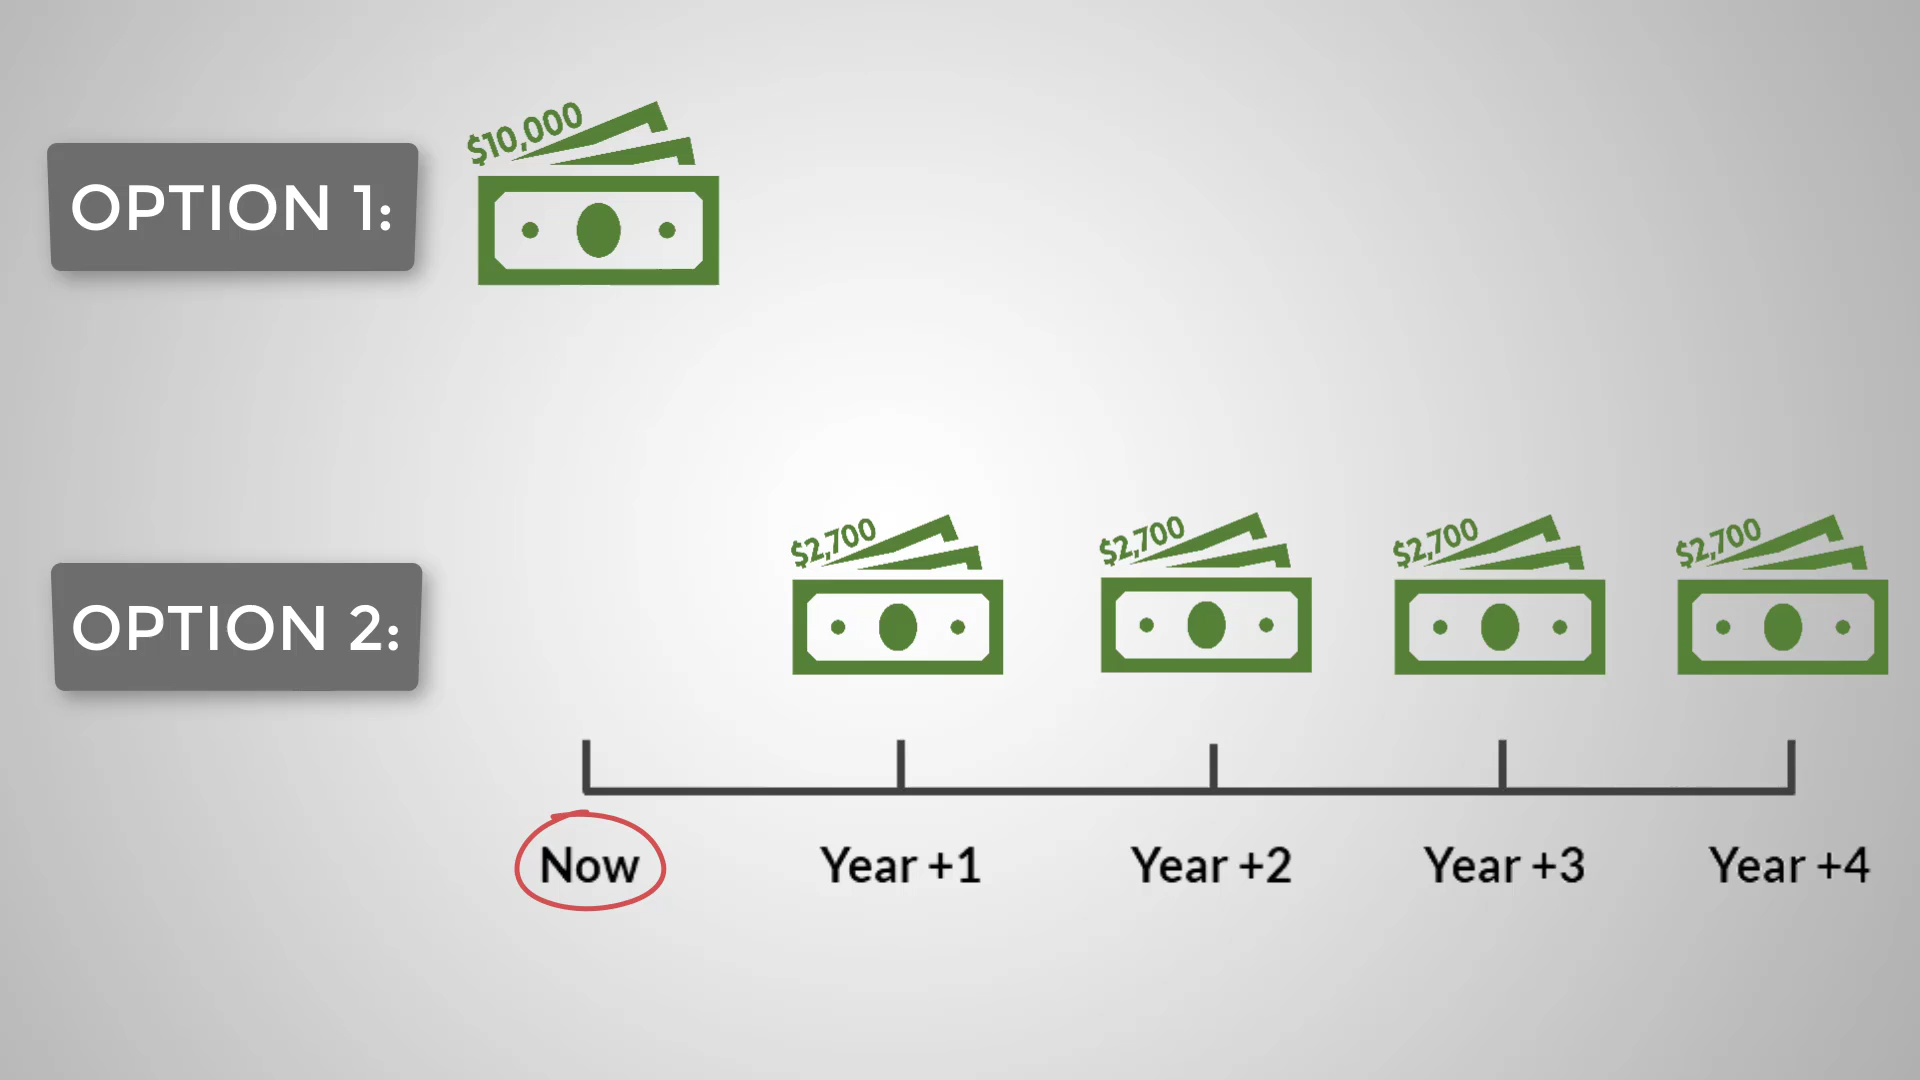 $10,000
OPTION 1:
$2,700 $2,700 $2,700 $2,700
OPTION 2:
Now Year +1 Year +2 Year +3 Year +4